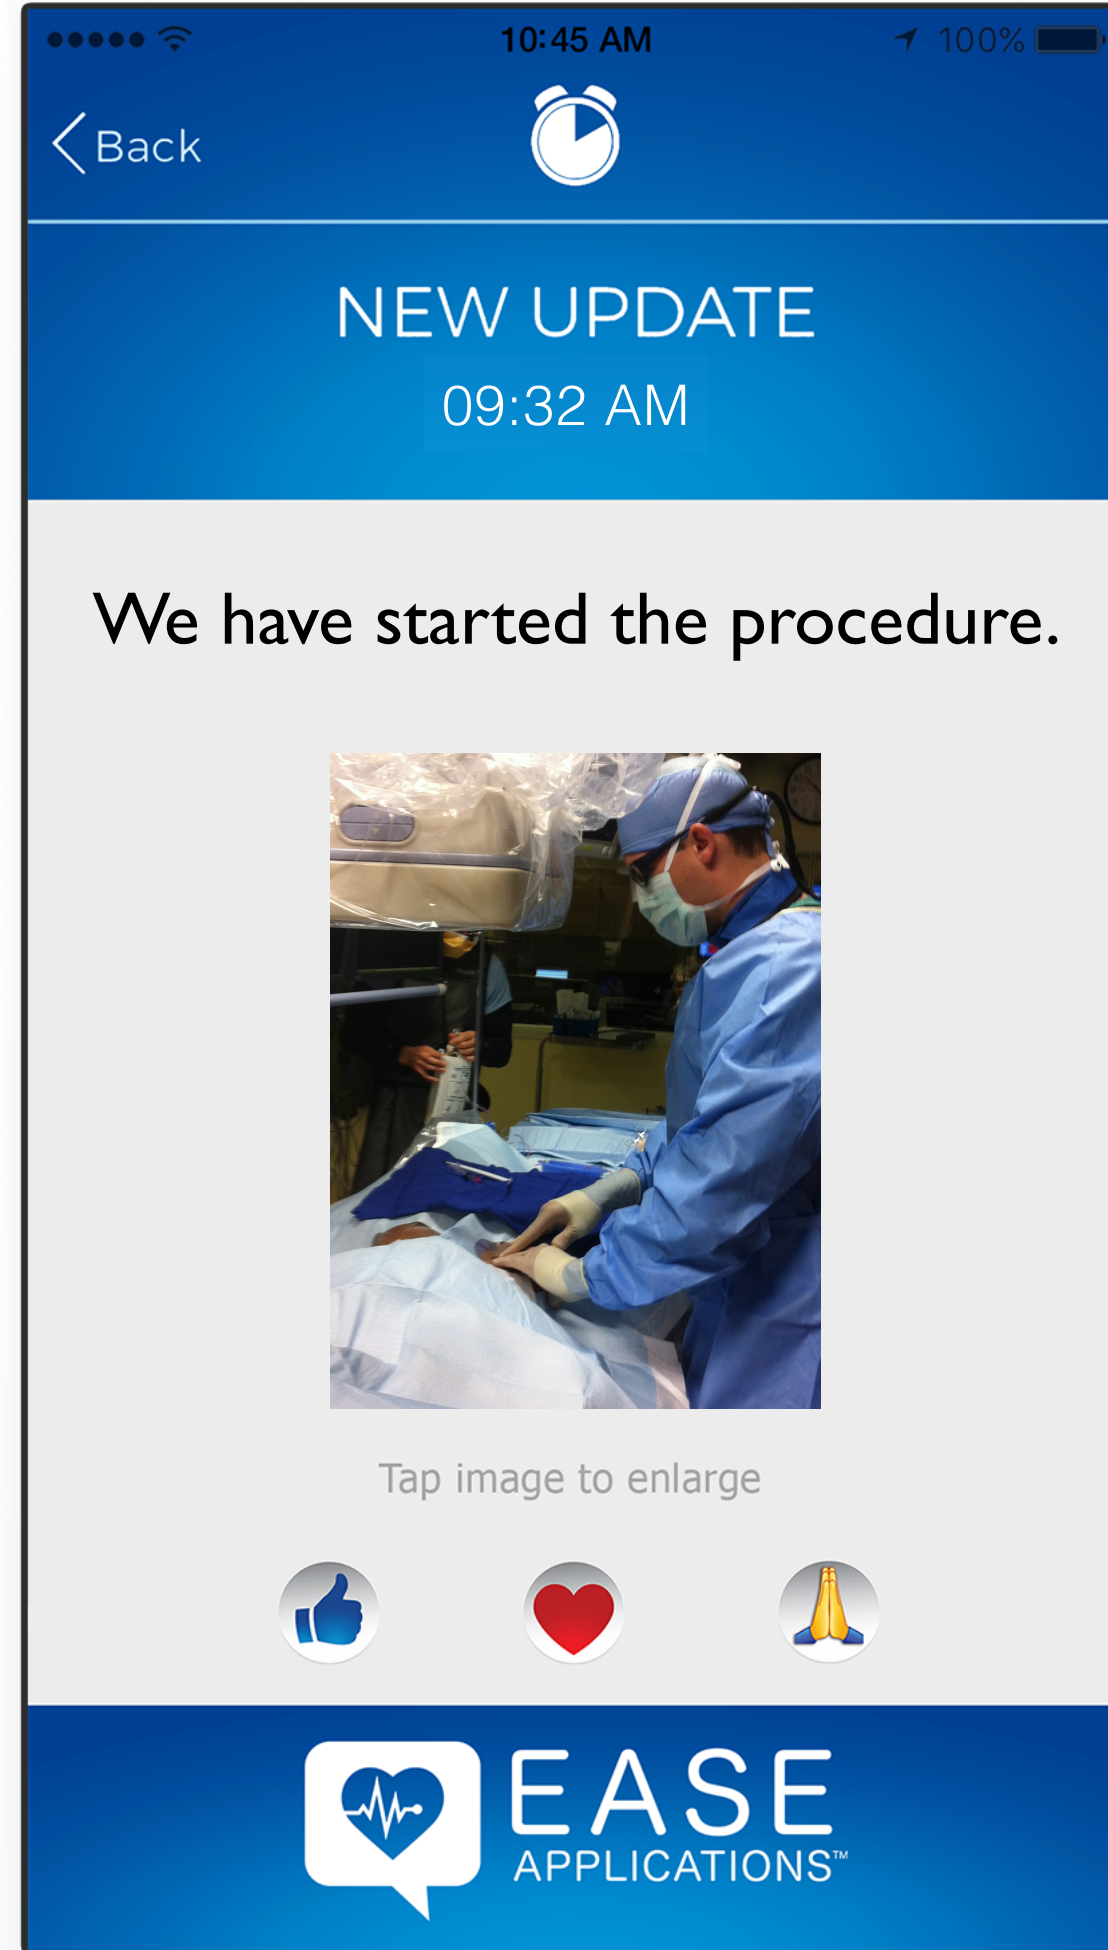 10:45 AM
100%
Back
NEW UPDATE
09:32 AM
We have started the procedure.
Tap image to enlarge
EASE
APPLICATIONS™